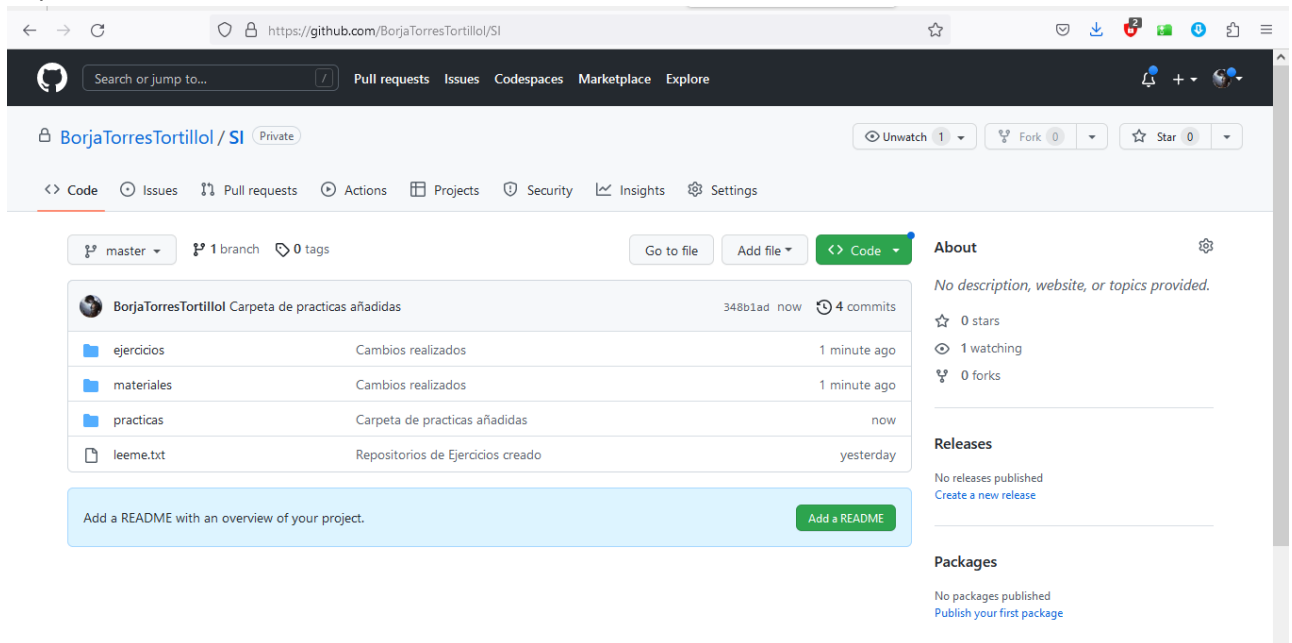 https://github.com/BorjaTorresTortillol/SI
2
Search or jump to... / Pull requests Issues Codespaces Marketplace Explore
BorjaTorresTortillol / SI Private
Unwatch 1 Fork 0 Star 0
Code Issues Pull requests Actions Projects Security Insights Settings
master 1 branch 0 tags Go to file Add file Code
BorjaTorresTortillol Carpeta de practicas añadidas 348b1ad now 4 commits
ejercicios Cambios realizados 1 minute ago
materiales Cambios realizados 1 minute ago
practicas Carpeta de practicas añadidas now
leeme.txt Repositorios de Ejercicios creado yesterday
Add a README with an overview of your project. Add a README
About
No description, website, or topics provided.
0 stars
1 watching
0 forks
Releases
No releases published
Create a new release
Packages
No packages published
Publish your first package